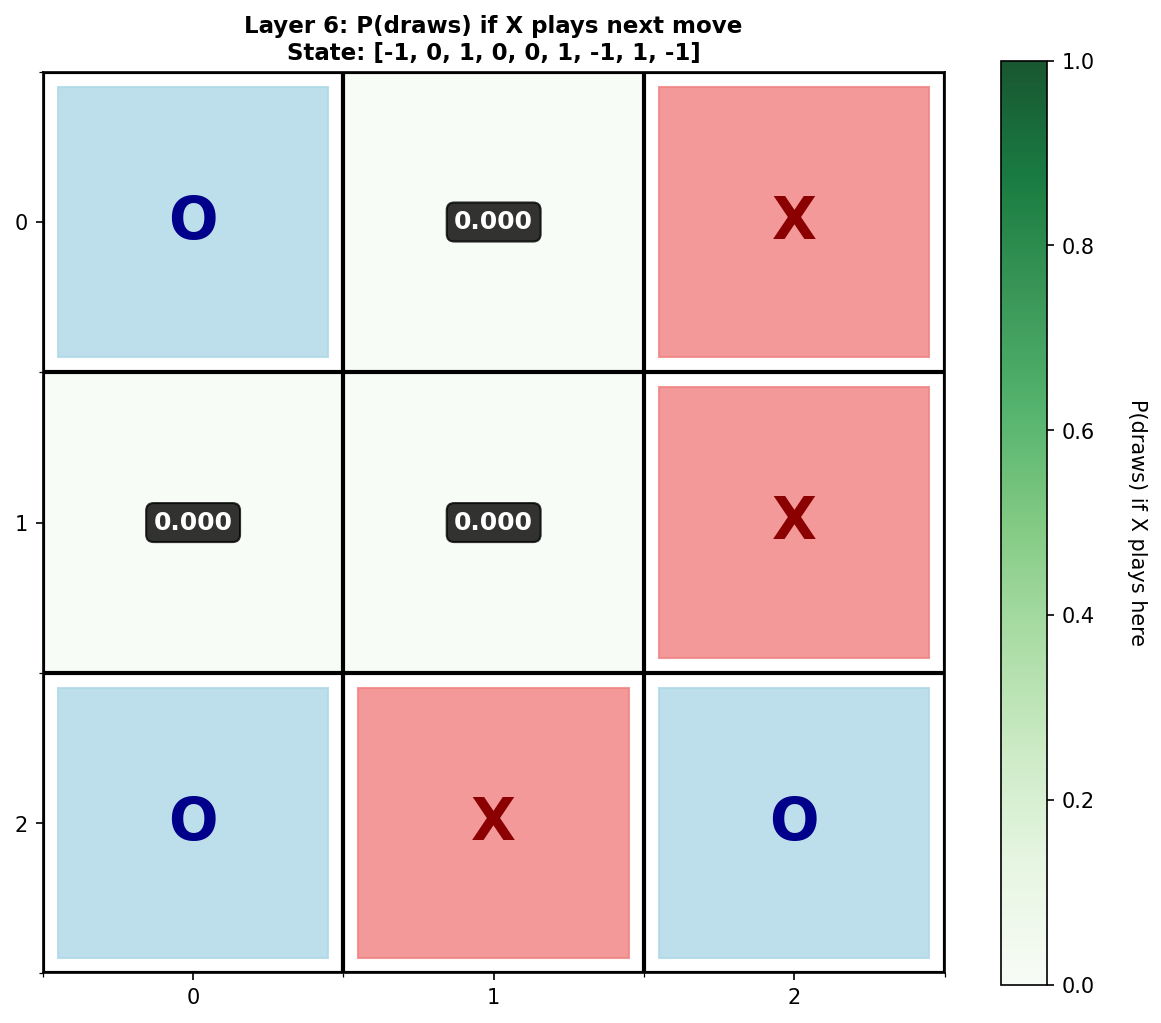 Layer 6: P(draws) if X plays next move
State: [-1, 0, 1, 0, 0, 1, -1, 1, -1]
0
O
0.000
X
1
0.000
0.000
X
2
O
X
O
0
1
2
1.0
0.8
0.6
0.4
0.2
0.0
P(draws) if X plays here